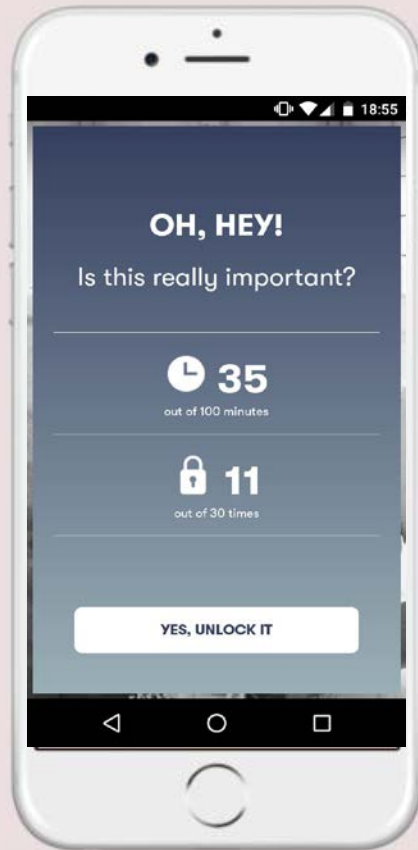 18:55
OH, HEY!
Is this really important?
35
out of 100 minutes
11
out of 30 times
YES, UNLOCK IT